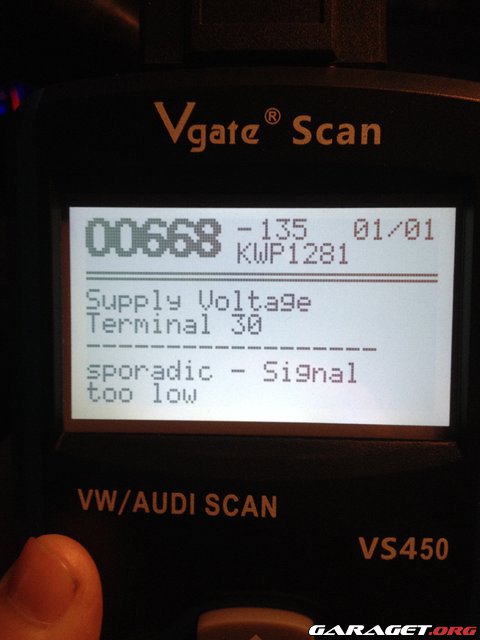 Vgate® Scan
00668 -135 01/01
KWP1281
Supply Voltage
Terminal 30
--------------------
sporadic - Signal
too low
VW/AUDI SCAN
VS450
GARAGET.ORG